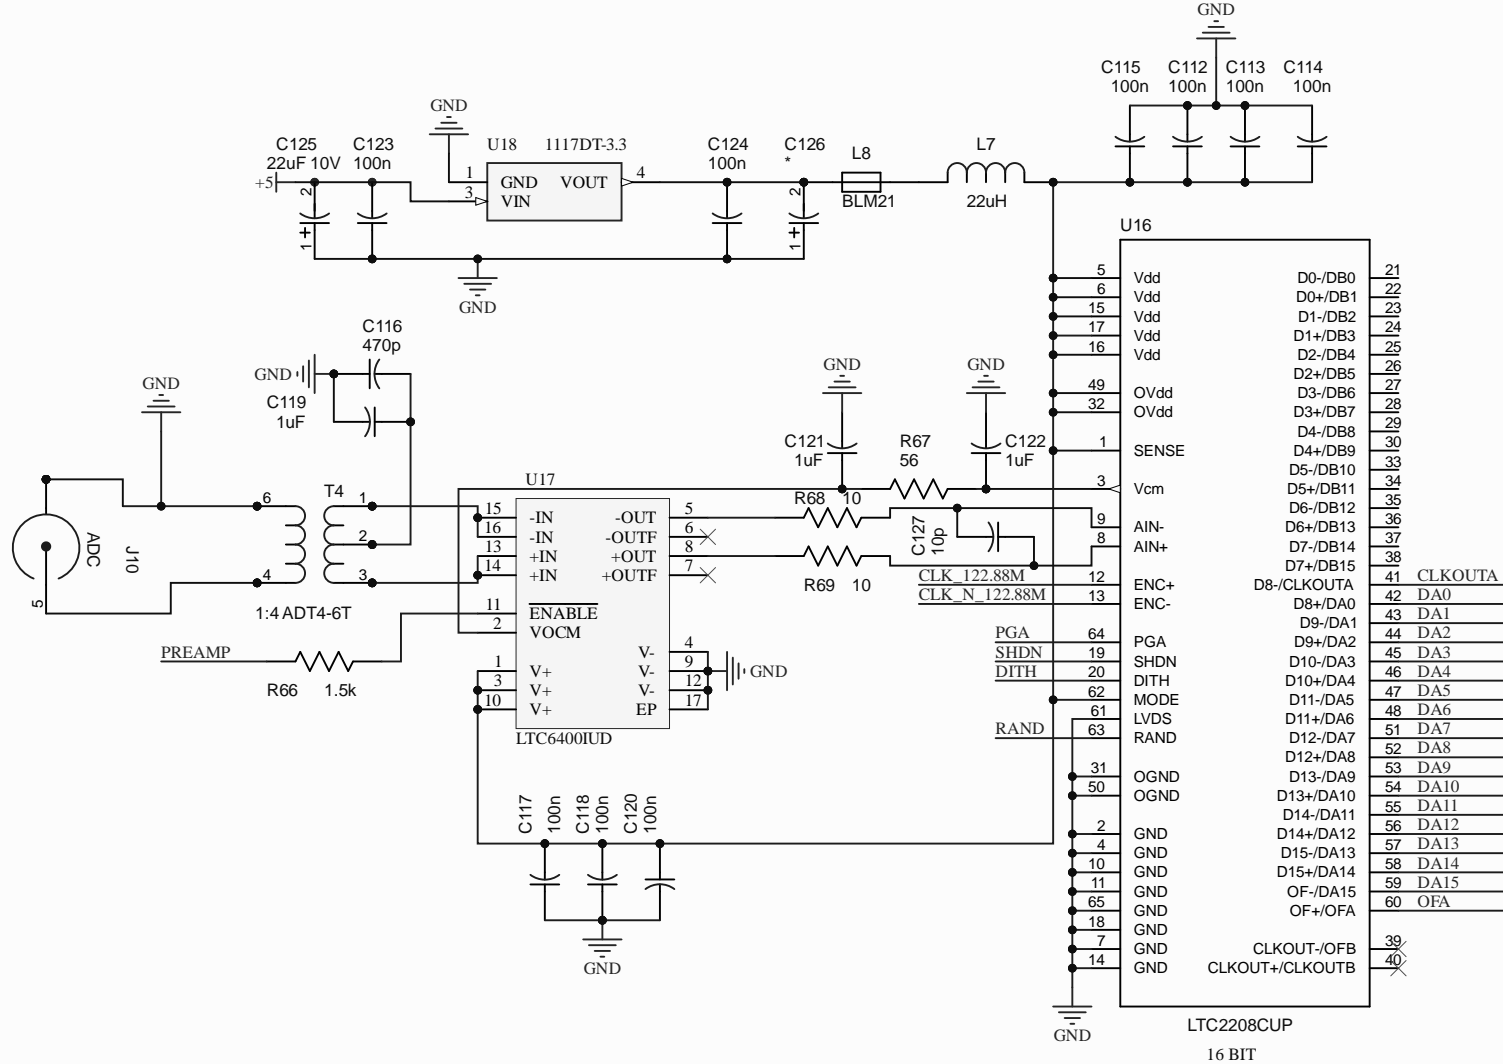 GND
C115
100n
C112
100n
C113
100n
C114
100n
GND
C125
22uF 10V
C123
100n
U18
1117DT-3.3
C124
100n
C126
*
L8
BLM21
L7
22uH
+5
2
1 +
1
3
GND
VIN
VOUT
4
2
1 +
GND
U16
C116
470p
GND
C119
1uF
GND
GND
GND
C121
1uF
R67
56
C122
1uF
J10
ADC
5
6
4
T4
1
2
3
1:4 ADT4-6T
PREAMP
R66
1.5k
U17
15 -IN
16 -IN
13 +IN
14 +IN
11 ENABLE
2 VOCM
1 V+
3 V+
10 V+
-OUT 5
-OUTF 6
+OUT 8
+OUTF 7
V- 4
V- 9
V- 12
EP 17
GND
LTC6400IUD
R68 10
R69 10
C127
10p
C117
100n
C118
100n
C120
100n
GND
5 Vdd
6 Vdd
15 Vdd
17 Vdd
16 Vdd
49 OVdd
32 OVdd
1 SENSE
3 Vcm
9 AIN-
8 AIN+
CLK_122.88M 12 ENC+
CLK_N_122.88M 13 ENC-
PGA 64 PGA
SHDN 19 SHDN
DITH 20 DITH
62 MODE
61 LVDS
RAND 63 RAND
31 OGND
50 OGND
2 GND
4 GND
10 GND
11 GND
65 GND
18 GND
7 GND
14 GND
GND
D0-/DB0 21
D0+/DB1 22
D1-/DB2 23
D1+/DB3 24
D2-/DB4 25
D2+/DB5 26
D3-/DB6 27
D3+/DB7 28
D4-/DB8 29
D4+/DB9 30
D5-/DB10 33
D5+/DB11 34
D6-/DB12 35
D6+/DB13 36
D7-/DB14 37
D7+/DB15 38
D8-/CLKOUTA 41 CLKOUTA
D8+/DA0 42 DA0
D9-/DA1 43 DA1
D9+/DA2 44 DA2
D10-/DA3 45 DA3
D10+/DA4 46 DA4
D11-/DA5 47 DA5
D11+/DA6 48 DA6
D12-/DA7 51 DA7
D12+/DA8 52 DA8
D13-/DA9 53 DA9
D13+/DA10 54 DA10
D14-/DA11 55 DA11
D14+/DA12 56 DA12
D15-/DA13 57 DA13
D15+/DA14 58 DA14
OF-/DA15 59 DA15
OF+/OFA 60 OFA
CLKOUT-/OFB 39
CLKOUT+/CLKOUTB 40
LTC2208CUP
16 BIT